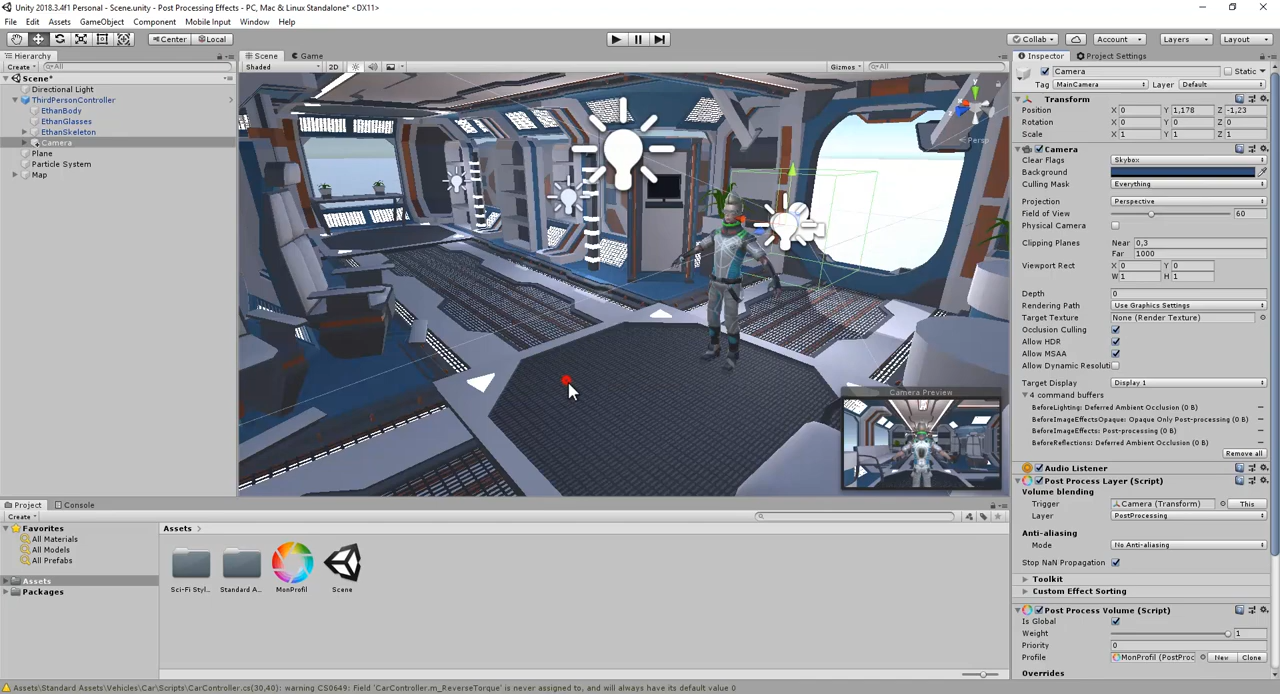 Unity 2018.3.4f1 Personal - Scene.unity - Post Processing Effects - PC, Mac & Linux Standalone* <DX11>
File Edit Assets GameObject Component Mobile Input Window Help
Center Local Collab Account Layers Layout
Hierarchy Scene Game Inspector Project Settings
Create All Shaded 2D Gizmos All
Camera Static
Tag MainCamera Layer Default
Scene*
Directional Light
ThirdPersonController
EthanBody
EthanGlasses
EthanSkeleton
Camera
Plane
Particle System
Map
Persp
Camera Preview
Transform
Position X 0 Y 1,178 Z -1,23
Rotation X 0 Y 0 Z 0
Scale X 1 Y 1 Z 1
Camera
Clear Flags Skybox
Background
Culling Mask Everything
Projection Perspective
Field of View 60
Physical Camera
Clipping Planes Near 0,3
Far 1000
Viewport Rect X 0 Y 0
W 1 H 1
Depth 0
Rendering Path Use Graphics Settings
Target Texture None (Render Texture)
Occlusion Culling
Allow HDR
Allow MSAA
Allow Dynamic Resoluti
Target Display Display 1
4 command buffers
BeforeLighting: Deferred Ambient Occlusion (0 B)
BeforeImageEffectsOpaque: Opaque Only Post-processing (0 B)
BeforeImageEffects: Post-processing (0 B)
BeforeReflections: Deferred Ambient Occlusion (0 B)
Remove all
Audio Listener
Post Process Layer (Script)
Volume blending
Trigger Camera (Transform) This
Layer PostProcessing
Anti-aliasing
Mode No Anti-aliasing
Stop NaN Propagation
Toolkit
Custom Effect Sorting
Post Process Volume (Script)
Is Global
Weight 1
Priority 0
Profile MonProfil (PostProc New Clone
Overrides
Project Console
Create
Favorites
All Materials
All Models
All Prefabs
Assets
Packages
Assets
Sci-Fi Styl... Standard A... MonProfil Scene
Assets\Standard Assets\Vehicles\Car\Scripts\CarController.cs(30,40): warning CS0649: Field 'CarController.m_ReverseTorque' is never assigned to, and will always have its default value 0